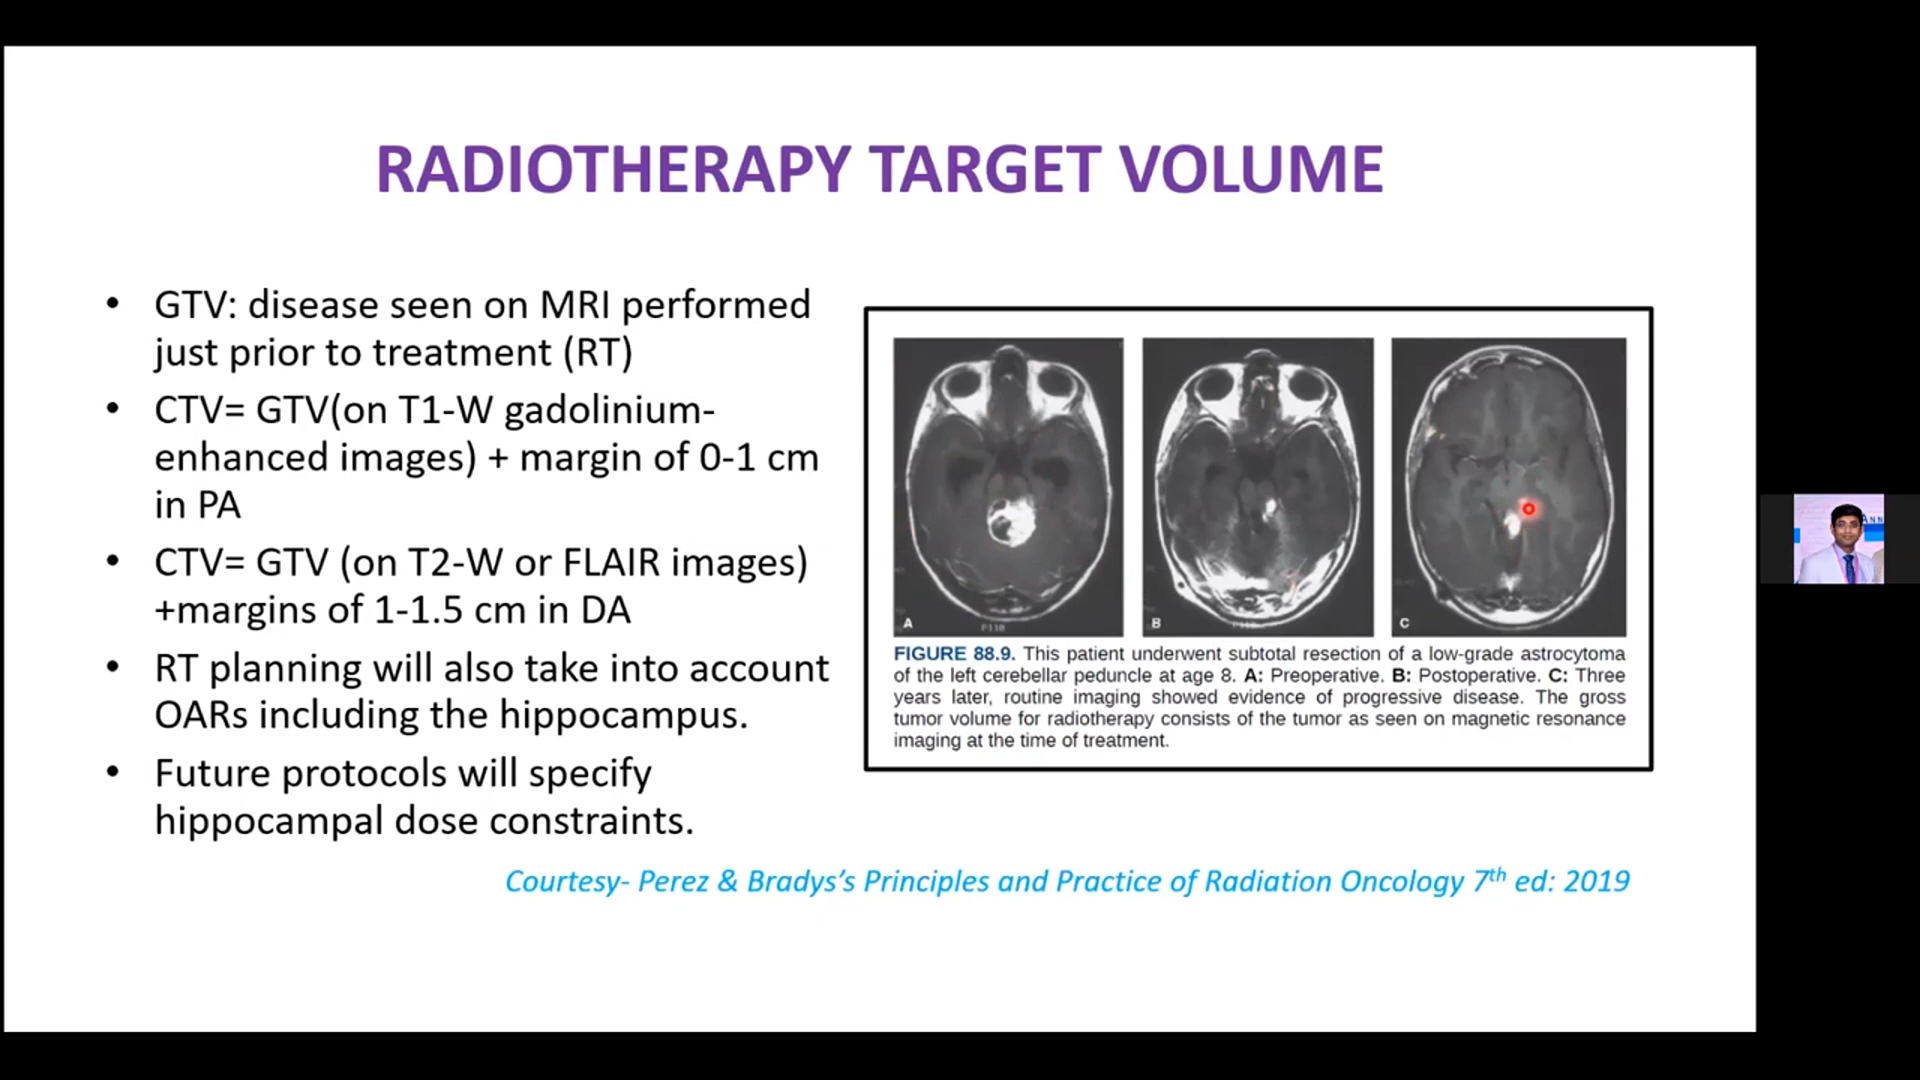 RADIOTHERAPY TARGET VOLUME
• GTV: disease seen on MRI performed
just prior to treatment (RT)
• CTV= GTV(on T1-W gadolinium-
enhanced images) + margin of 0-1 cm
in PA
• CTV= GTV (on T2-W or FLAIR images)
+margins of 1-1.5 cm in DA
• RT planning will also take into account
OARs including the hippocampus.
• Future protocols will specify
hippocampal dose constraints.
A
B
C
FIGURE 88.9. This patient underwent subtotal resection of a low-grade astrocytoma
of the left cerebellar peduncle at age 8. A: Preoperative. B: Postoperative. C: Three
years later, routine imaging showed evidence of progressive disease. The gross
tumor volume for radiotherapy consists of the tumor as seen on magnetic resonance
imaging at the time of treatment.
Courtesy- Perez & Bradys’s Principles and Practice of Radiation Oncology 7th ed: 2019